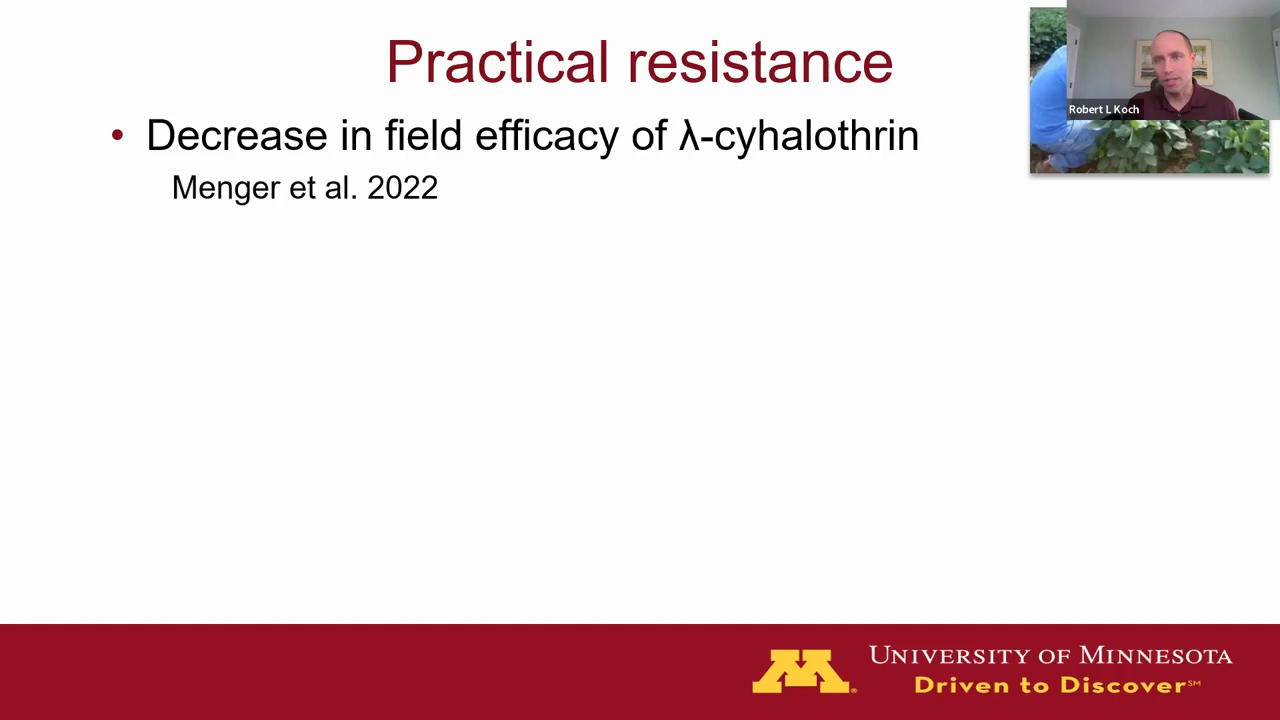 Practical resistance
Robert L Koch
• Decrease in field efficacy of λ-cyhalothrin
Menger et al. 2022
M®
UNIVERSITY OF MINNESOTA
Driven to Discover℠